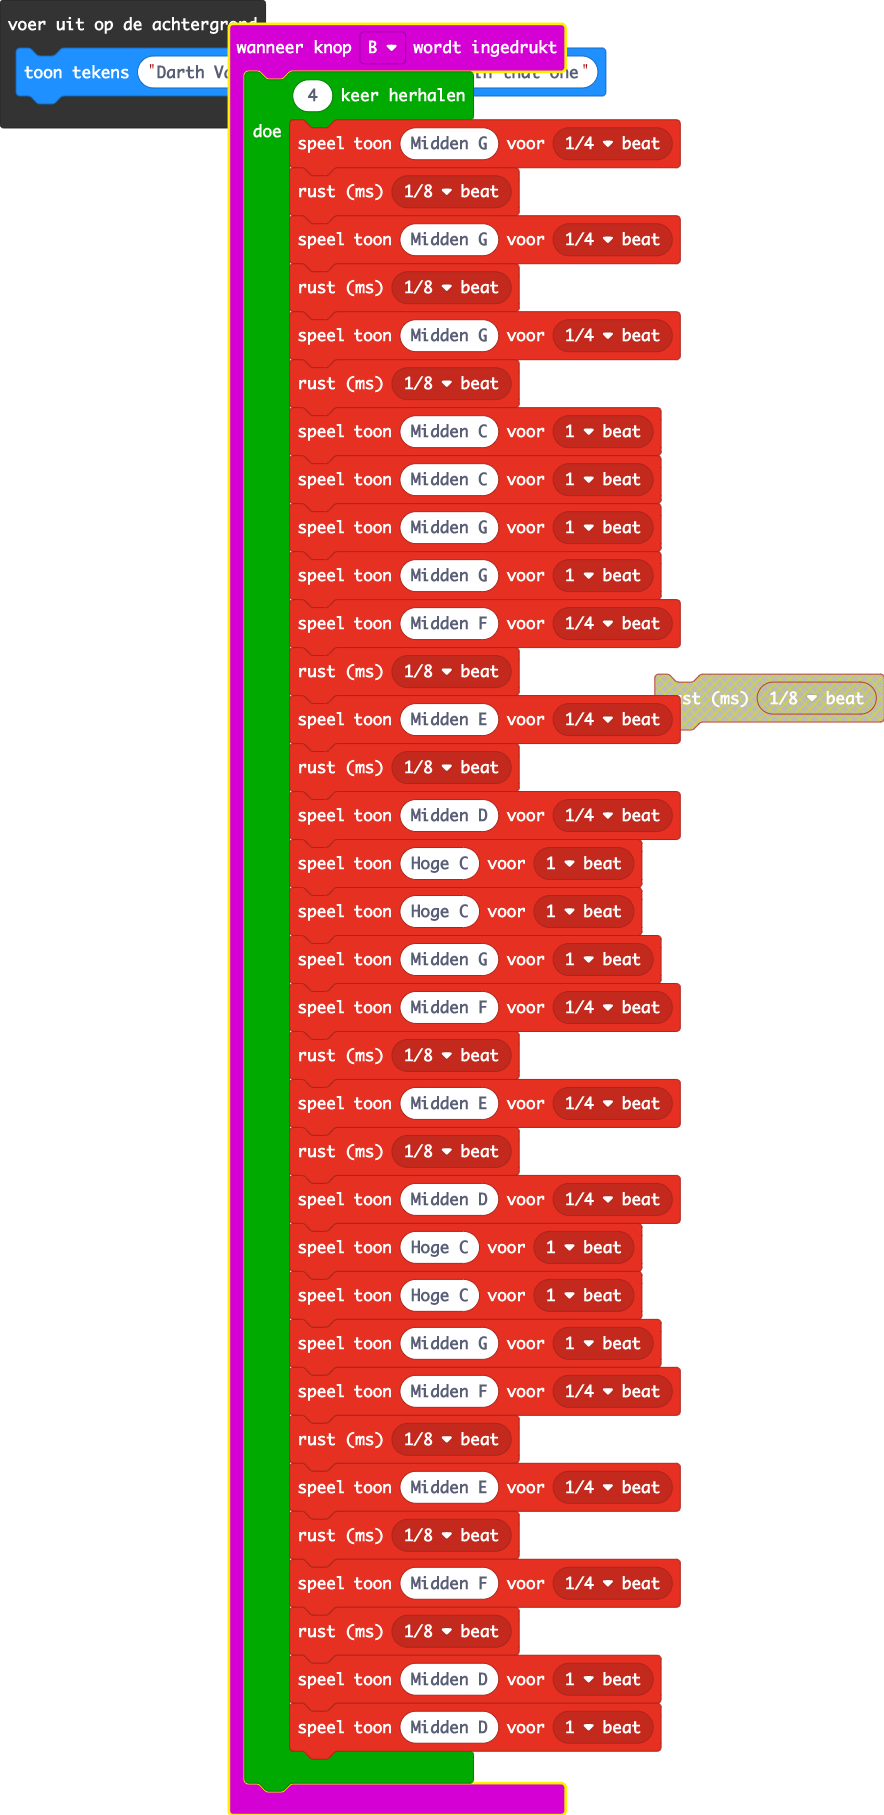 voer uit op de achtergrond
toon tekens "Darth that one"
wanneer knop B wordt ingedrukt
4 keer herhalen
doe
speel toon Midden G voor 1/4 beat
rust (ms) 1/8 beat
speel toon Midden G voor 1/4 beat
rust (ms) 1/8 beat
speel toon Midden G voor 1/4 beat
rust (ms) 1/8 beat
speel toon Midden C voor 1 beat
speel toon Midden C voor 1 beat
speel toon Midden G voor 1 beat
speel toon Midden G voor 1 beat
speel toon Midden F voor 1/4 beat
rust (ms) 1/8 beat
(ms) 1/8 beat
speel toon Midden E voor 1/4 beat
rust (ms) 1/8 beat
speel toon Midden D voor 1/4 beat
speel toon Hoge C voor 1 beat
speel toon Hoge C voor 1 beat
speel toon Midden G voor 1 beat
speel toon Midden F voor 1/4 beat
rust (ms) 1/8 beat
speel toon Midden E voor 1/4 beat
rust (ms) 1/8 beat
speel toon Midden D voor 1/4 beat
speel toon Hoge C voor 1 beat
speel toon Hoge C voor 1 beat
speel toon Midden G voor 1 beat
speel toon Midden F voor 1/4 beat
rust (ms) 1/8 beat
speel toon Midden E voor 1/4 beat
rust (ms) 1/8 beat
speel toon Midden F voor 1/4 beat
rust (ms) 1/8 beat
speel toon Midden D voor 1 beat
speel toon Midden D voor 1 beat